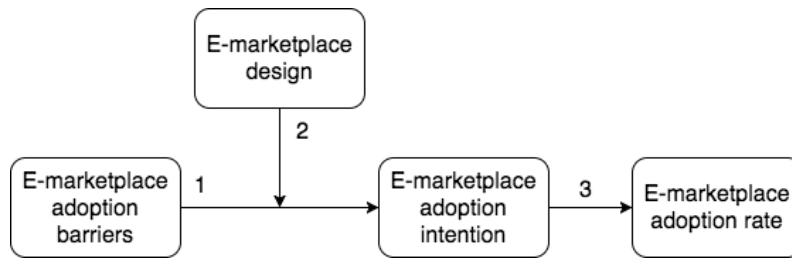 E-marketplace
design
2
E-marketplace
adoption
barriers
1
E-marketplace
adoption
intention
3
E-marketplace
adoption rate